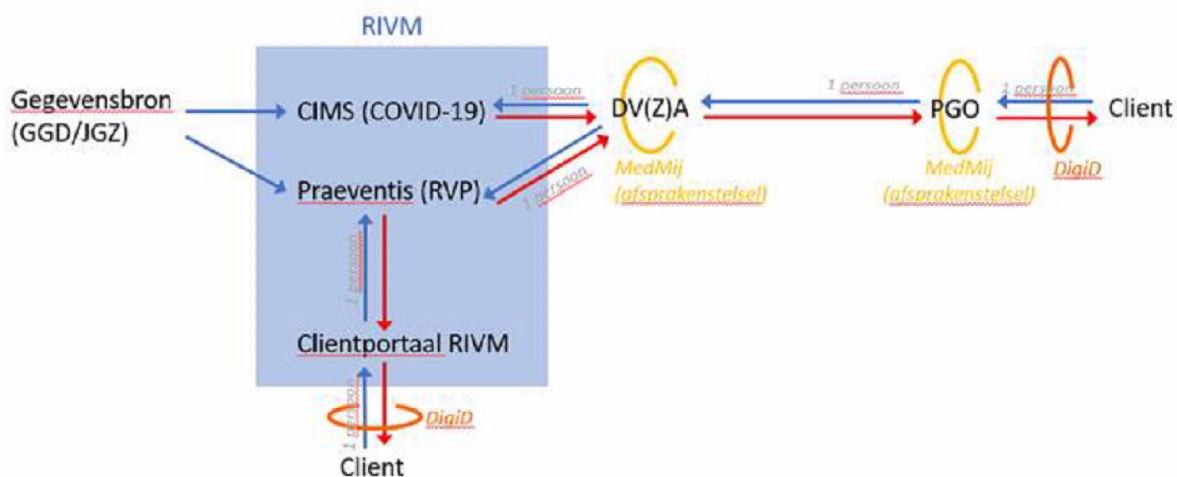 RIVM
Gegevensbron
(GGD/JGZ)
CIMS (COVID-19)
1 persoon
DV(Z)A
1 persoon
PGO
1 persoon
Client
MedMij
(afsprakenstelsel)
MedMij
(afsprakenstelsel)
DigiD
Praeventis (RVP)
1 persoon
1 persoon
Clientportaal RIVM
1 persoon
DigiD
Client